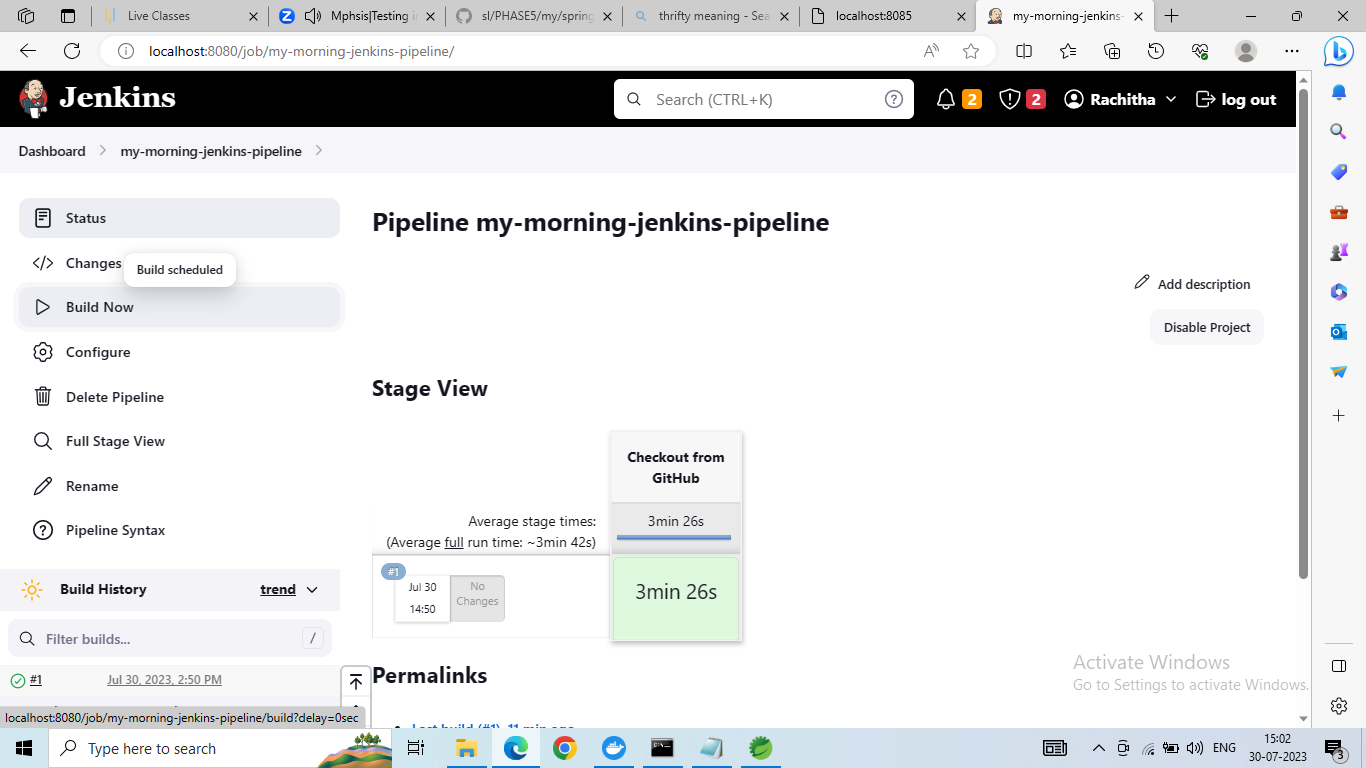 Live Classes
Mphsis|Testing i
sl/PHASE5/my/spring
thrifty meaning - Sea
localhost:8085
my-morning-jenkins-
localhost:8080/job/my-morning-jenkins-pipeline/
Jenkins
Search (CTRL+K)
2
2
Rachitha
log out
Dashboard
my-morning-jenkins-pipeline
Status
Changes
Build scheduled
Build Now
Configure
Delete Pipeline
Full Stage View
Rename
Pipeline Syntax
Build History
trend
Filter builds...
/
#1
Jul 30, 2023, 2:50 PM
localhost:8080/job/my-morning-jenkins-pipeline/build?delay=0sec
Pipeline my-morning-jenkins-pipeline
Add description
Disable Project
Stage View
Checkout from
GitHub
Average stage times:
(Average full run time: ~3min 42s)
3min 26s
#1
Jul 30
14:50
No
Changes
3min 26s
Permalinks
Last build (#1), 11 min ago
Activate Windows
Go to Settings to activate Windows.
Type here to search
ENG
15:02
30-07-2023
3